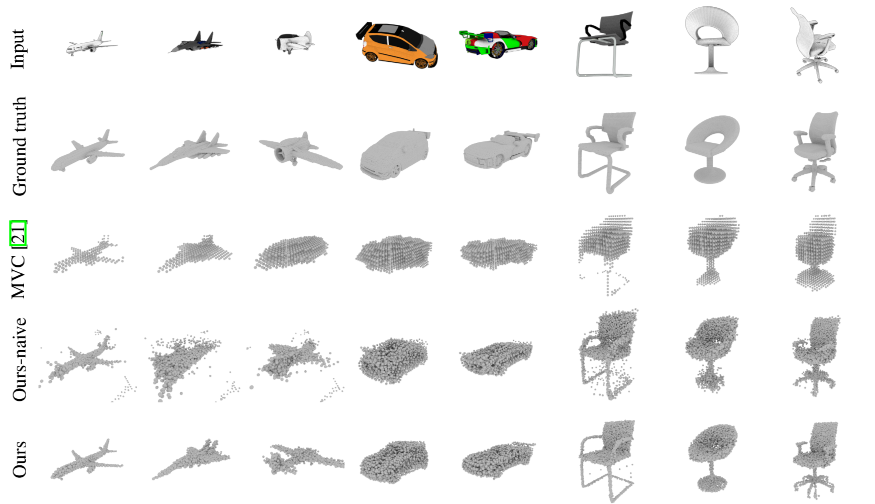 Input
Ground truth
MVC [21]
Ours-naive
Ours